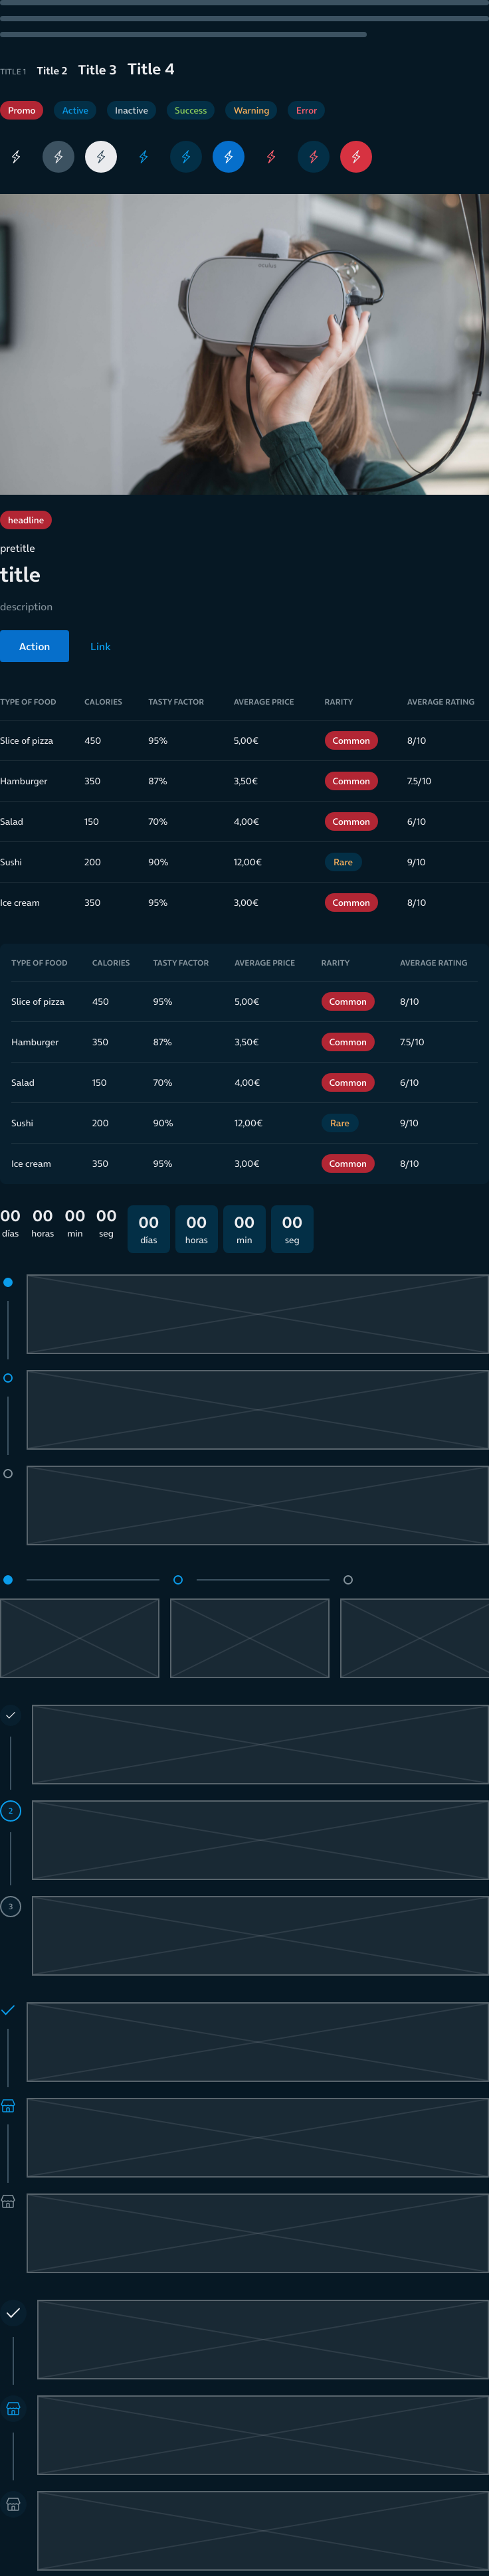 TITLE 1 Title 2 Title 3 Title 4
Promo Active Inactive Success Warning Error
oculus
headline
pretitle
title
description
Action Link
TYPE OF FOOD CALORIES TASTY FACTOR AVERAGE PRICE RARITY AVERAGE RATING
Slice of pizza 450 95% 5,00€ Common 8/10
Hamburger 350 87% 3,50€ Common 7.5/10
Salad 150 70% 4,00€ Common 6/10
Sushi 200 90% 12,00€ Rare 9/10
Ice cream 350 95% 3,00€ Common 8/10
TYPE OF FOOD CALORIES TASTY FACTOR AVERAGE PRICE RARITY AVERAGE RATING
Slice of pizza 450 95% 5,00€ Common 8/10
Hamburger 350 87% 3,50€ Common 7.5/10
Salad 150 70% 4,00€ Common 6/10
Sushi 200 90% 12,00€ Rare 9/10
Ice cream 350 95% 3,00€ Common 8/10
00 00 00 00 00 00 00 00
días horas min seg días horas min seg
2
3